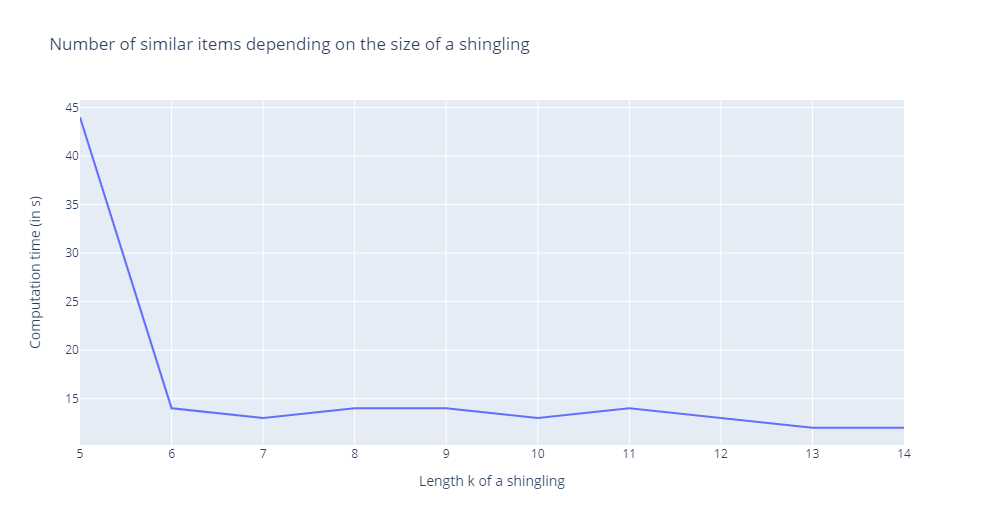 Number of similar items depending on the size of a shingling
45
40
35
30
25
20
15
Computation time (in s)
5 6 7 8 9 10 11 12 13 14
Length k of a shingling